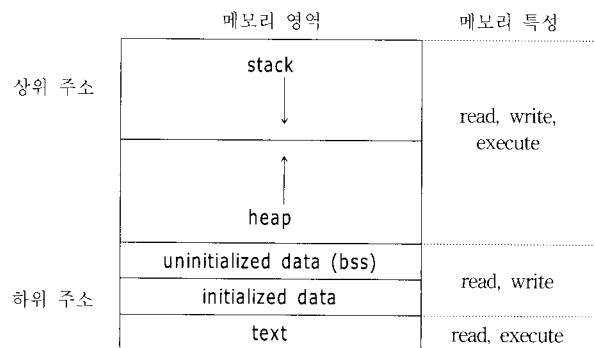 메모리 영역 메모리 특성
상위 주소
stack
read, write,
execute
heap
uninitialized data (bss)
read, write
하위 주소
initialized data
text
read, execute